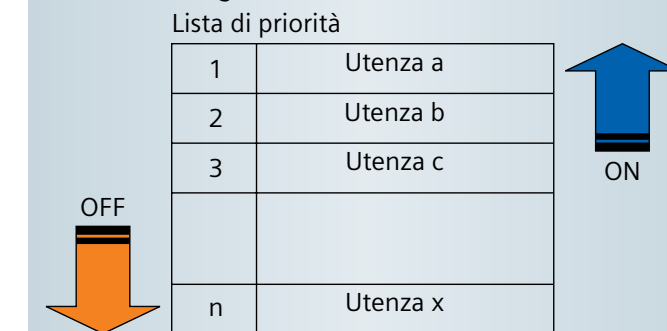 Lista di priorità
1 Utenza a
2 Utenza b
3 Utenza c
ON
OFF
n Utenza x